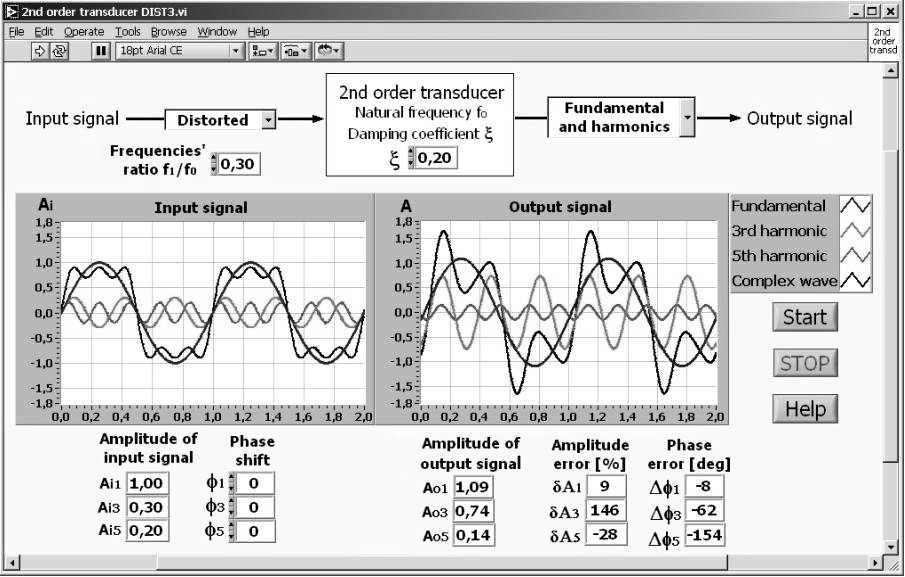 2nd order transducer DIST3.vi
File Edit Operate Tools Browse Window Help
2nd
order
transd
18pt Arial CE
2nd order transducer
Natural frequency f₀
Damping coefficient ξ
ξ 0,20
Input signal
Distorted
Fundamental
and harmonics
Output signal
Frequencies'
ratio f₁/f₀
0,30
Ai
Input signal
1,8
1,5
1,0
0,5
0,0
-0,5
-1,0
-1,5
-1,8
0,0 0,2 0,4 0,6 0,8 1,0 1,2 1,4 1,6 1,8 2,0
A
Output signal
1,8
1,5
1,0
0,5
0,0
-0,5
-1,0
-1,5
-1,8
0,0 0,2 0,4 0,6 0,8 1,0 1,2 1,4 1,6 1,8 2,0
Fundamental
3rd harmonic
5th harmonic
Complex wave
Start
STOP
Help
Amplitude of
input signal
Ai1 1,00
Ai3 0,30
Ai5 0,20
Phase
shift
ϕ1 0
ϕ3 0
ϕ5 0
Amplitude of
output signal
Ao1 1,09
Ao3 0,74
Ao5 0,14
Amplitude
error [%]
δA1 9
δA3 146
δA5 -28
Phase
error [deg]
Δϕ1 -8
Δϕ3 -62
Δϕ5 -154